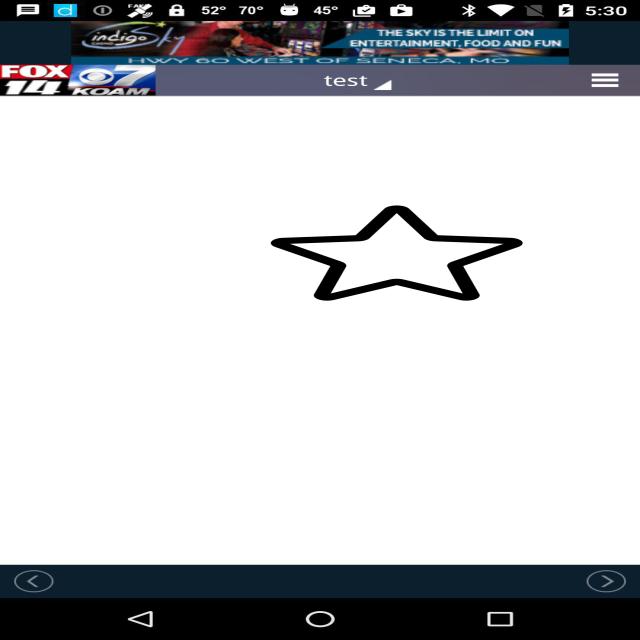 52° 70° 45° 5:30
indigo Sky
THE SKY IS THE LIMIT ON
ENTERTAINMENT, FOOD AND FUN
HWY 60 WEST OF SENECA, MO
FOX
14
7
KOAM
test